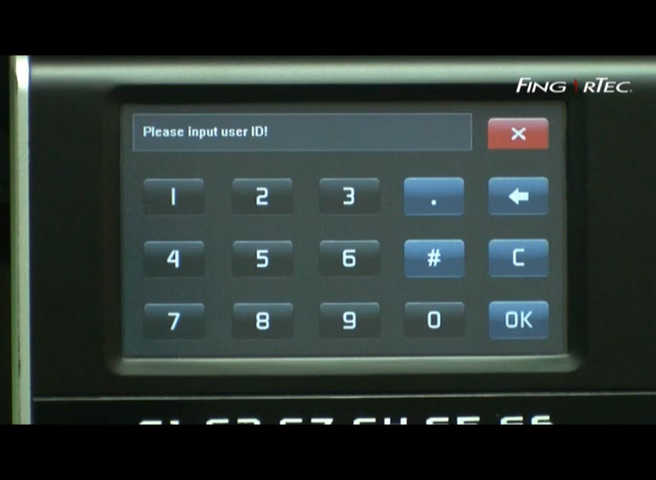 FINGERTEC
Please input user ID! X
1 2 3 . ←
4 5 6 # C
7 8 9 0 OK